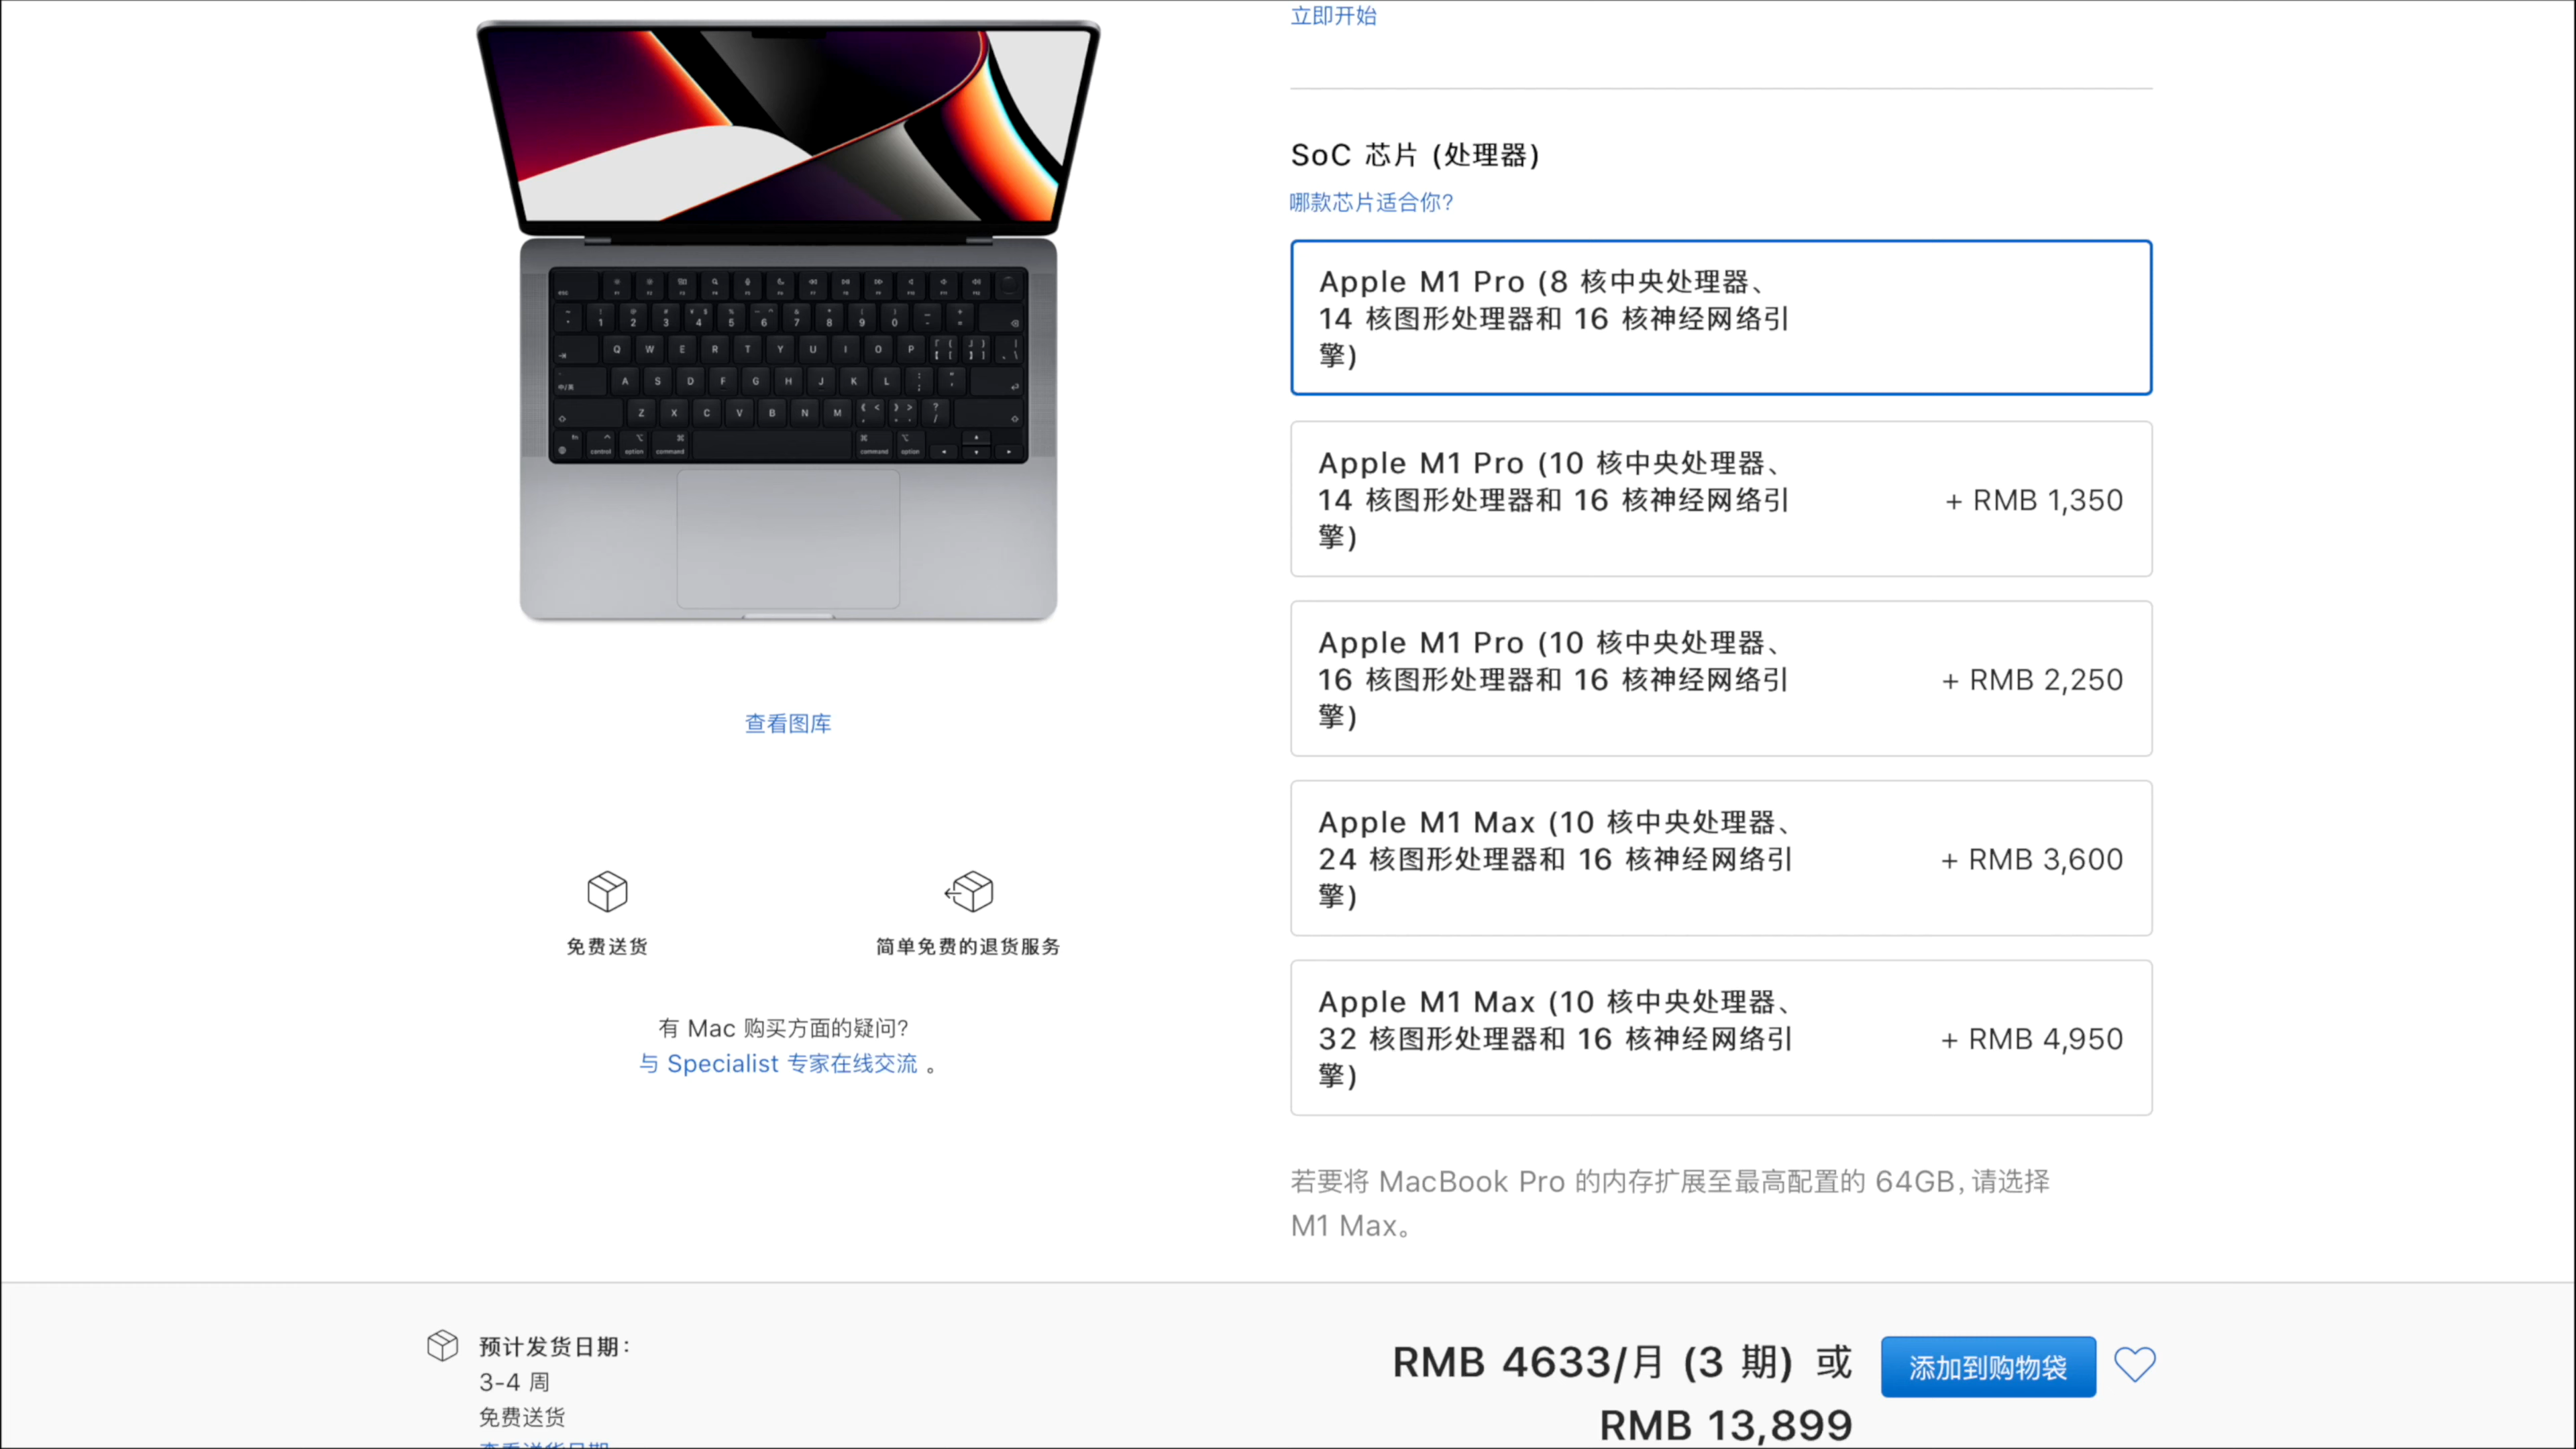 立即开始
SoC 芯片 (处理器)
哪款芯片适合你?
Apple M1 Pro (8 核中央处理器、
14 核图形处理器和 16 核神经网络引
擎)
Apple M1 Pro (10 核中央处理器、
14 核图形处理器和 16 核神经网络引
擎)
+ RMB 1,350
Apple M1 Pro (10 核中央处理器、
16 核图形处理器和 16 核神经网络引
擎)
+ RMB 2,250
Apple M1 Max (10 核中央处理器、
24 核图形处理器和 16 核神经网络引
擎)
+ RMB 3,600
Apple M1 Max (10 核中央处理器、
32 核图形处理器和 16 核神经网络引
擎)
+ RMB 4,950
若要将 MacBook Pro 的内存扩展至最高配置的 64GB, 请选择
M1 Max。
查看图库
免费送货
简单免费的退货服务
有 Mac 购买方面的疑问?
与 Specialist 专家在线交流 。
预计发货日期:
3-4 周
免费送货
RMB 4633/月 (3 期) 或
RMB 13,899
添加到购物袋